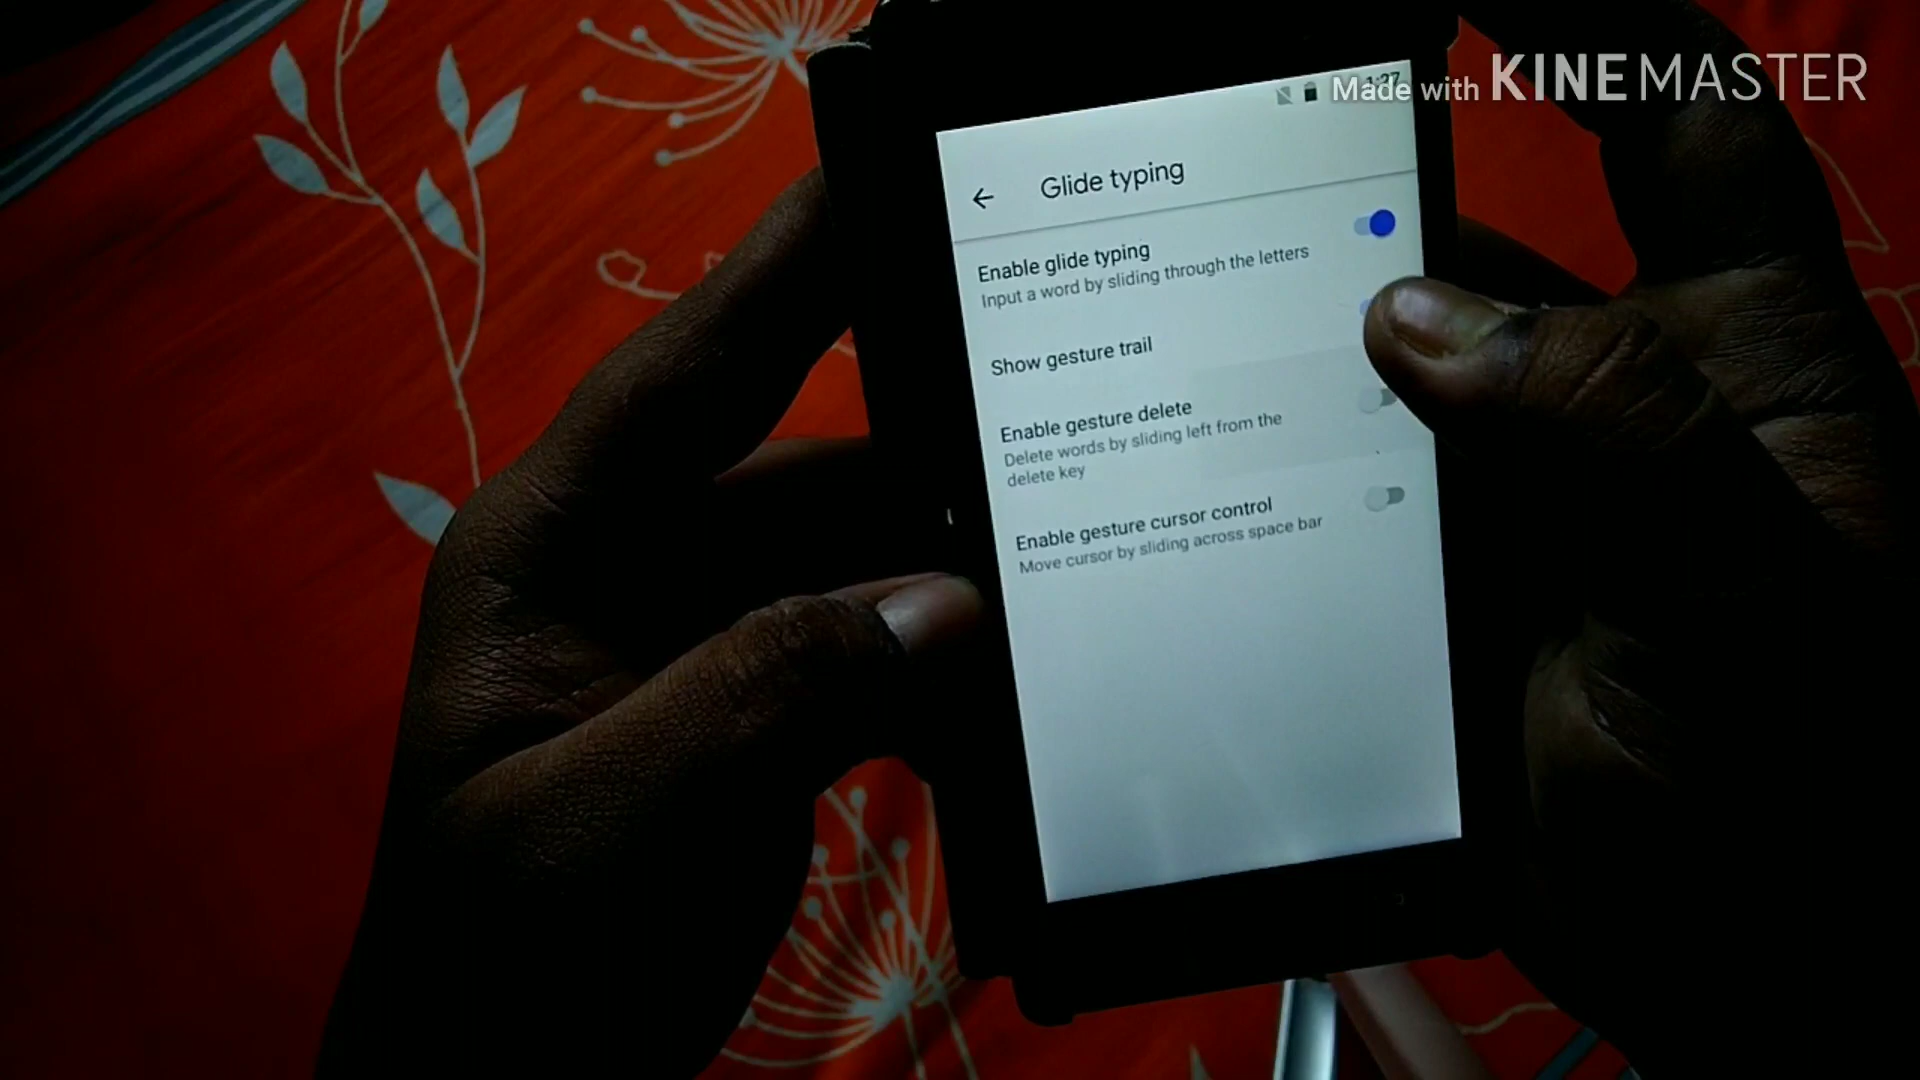 Made with KINEMASTER
1:27
Glide typing
Enable glide typing
Input a word by sliding through the letters
Show gesture trail
Enable gesture delete
Delete words by sliding left from the
delete key
Enable gesture cursor control
Move cursor by sliding across space bar